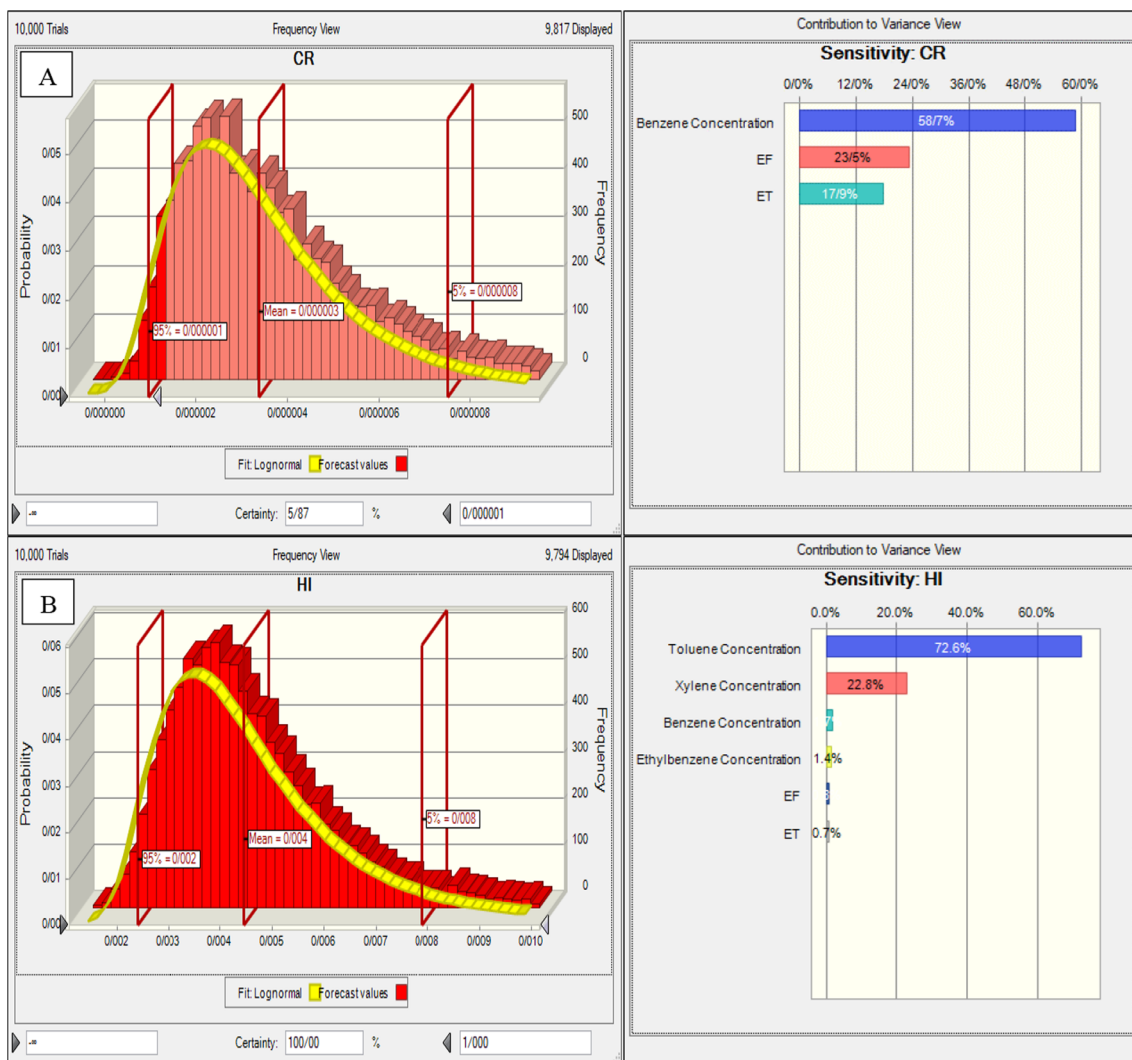 10,000 Trials Frequency View 9,817 Displayed
A
CR
Probability
0/05
0/04
0/03
0/02
0/01
0/00
500
400
300
200
100
0
Frequency
95% = 0/000001
Mean = 0/000003
5% = 0/000008
0/000000 0/000002 0/000004 0/000006 0/000008
Fit: Lognormal Forecast values
-∞ Certainty: 5/87 % 0/000001
Contribution to Variance View
Sensitivity: CR
0/0% 12/0% 24/0% 36/0% 48/0% 60/0%
Benzene Concentration 58/7%
EF 23/5%
ET 17/9%
10,000 Trials Frequency View 9,794 Displayed
B
HI
Probability
0/06
0/05
0/04
0/03
0/02
0/01
0/00
600
500
400
300
200
100
0
Frequency
95% = 0/002
Mean = 0/004
5% = 0/008
0/002 0/003 0/004 0/005 0/006 0/007 0/008 0/009 0/010
Fit: Lognormal Forecast values
-∞ Certainty: 100/00 % 1/000
Contribution to Variance View
Sensitivity: HI
0.0% 20.0% 40.0% 60.0%
Toluene Concentration 72.6%
Xylene Concentration 22.8%
Benzene Concentration
Ethylbenzene Concentration 1.4%
EF
ET 0.7%